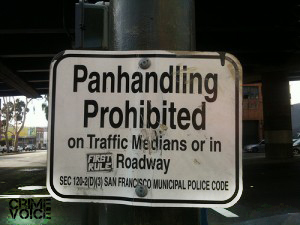 Panhandling
Prohibited
on Traffic Medians or in
FIRST
RULE
Roadway
SEC 120-2(D)(3) SAN FRANCISCO MUNICIPAL POLICE CODE
CRIME
VOICE